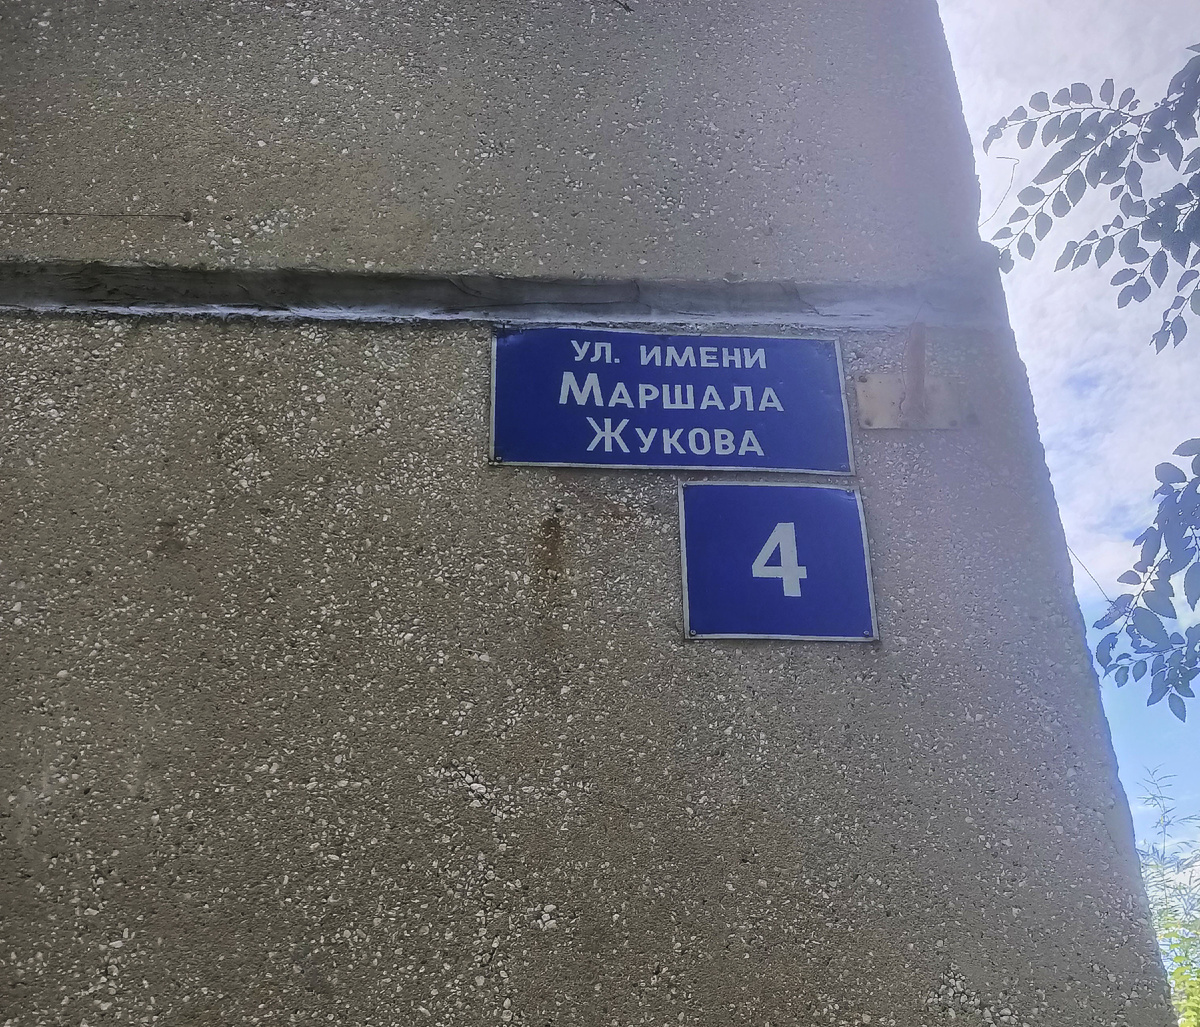 ул. имени
Маршала
Жукова
4